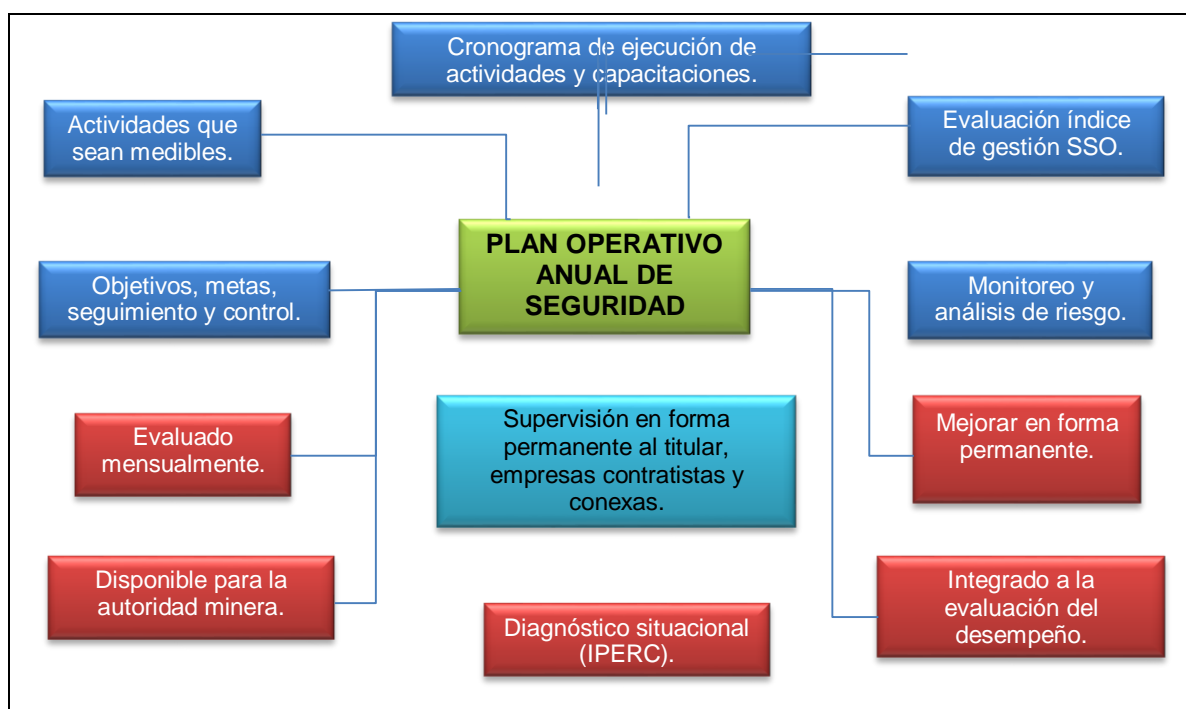 Cronograma de ejecución de
actividades y capacitaciones.
Actividades que
sean medibles.
Evaluación índice
de gestión SSO.
PLAN OPERATIVO
ANUAL DE
SEGURIDAD
Objetivos, metas,
seguimiento y control.
Monitoreo y
análisis de riesgo.
Evaluado
mensualmente.
Supervisión en forma
permanente al titular,
empresas contratistas y
conexas.
Mejorar en forma
permanente.
Disponible para la
autoridad minera.
Diagnóstico situacional
(IPERC).
Integrado a la
evaluación del
desempeño.